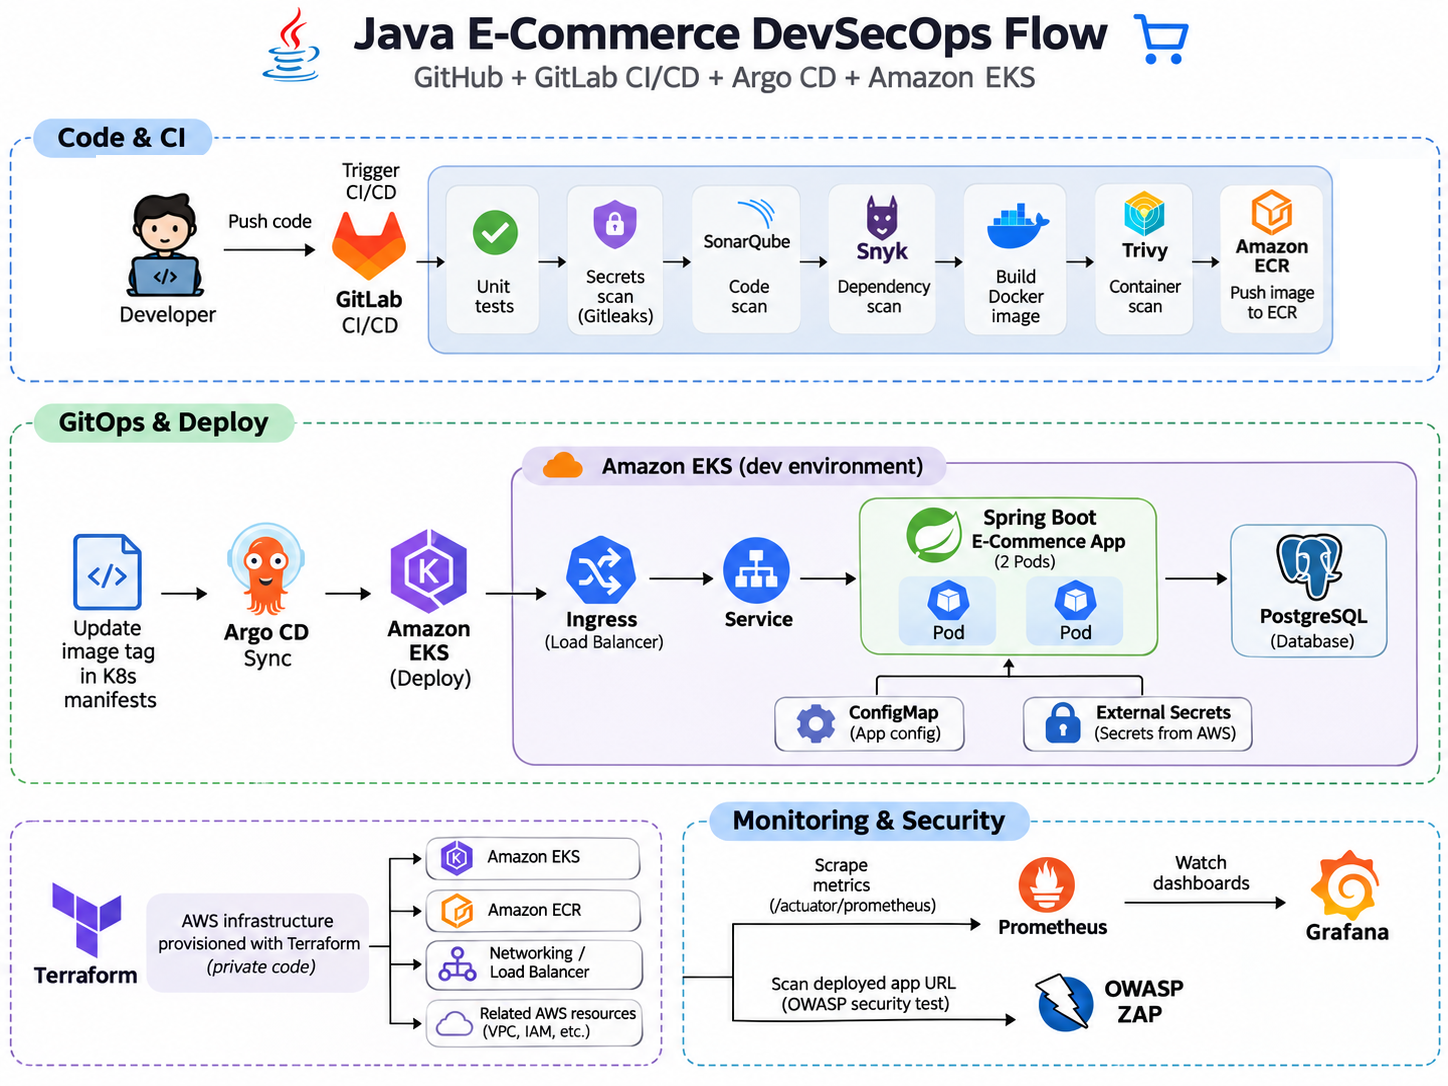 Java E-Commerce DevSecOps Flow
GitHub + GitLab CI/CD + Argo CD + Amazon EKS
Code & CI
Developer
Push code
Trigger
CI/CD
GitLab
CI/CD
Unit
tests
Secrets
scan
(Gitleaks)
SonarQube
Code
scan
Snyk
Dependency
scan
Build
Docker
image
Trivy
Container
scan
Amazon
ECR
Push image
to ECR
GitOps & Deploy
Update
image tag
in K8s
manifests
Argo CD
Sync
K
Amazon
EKS
(Deploy)
Amazon EKS (dev environment)
Ingress
(Load Balancer)
Service
Spring Boot
E-Commence App
(2 Pods)
Pod
Pod
PostgreSQL
(Database)
ConfigMap
(App config)
External Secrets
(Secrets from AWS)
Terraform
AWS infrastructure
provisioned with Terraform
(private code)
K
Amazon EKS
Amazon ECR
Networking /
Load Balancer
Related AWS resources
(VPC, IAM, etc.)
Monitoring & Security
Scrape
metrics
(/actuator/prometheus)
Prometheus
Watch
dashboards
Grafana
Scan deployed app URL
(OWASP security test)
OWASP
ZAP